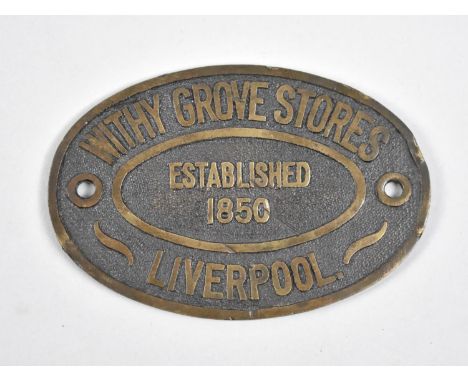 WITHY GROVE STORES
ESTABLISHED
1850
LIVERPOOL.